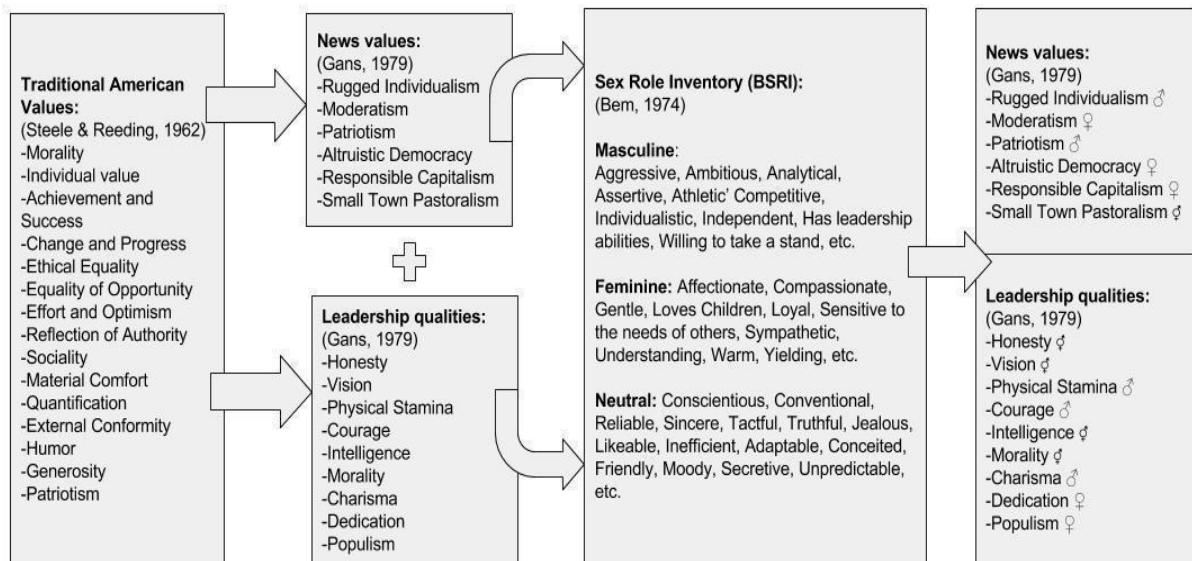 Traditional American
Values:
(Steele & Reeding, 1962)
-Morality
-Individual value
-Achievement and
Success
-Change and Progress
-Ethical Equality
-Equality of Opportunity
-Effort and Optimism
-Reflection of Authority
-Sociality
-Material Comfort
-Quantification
-External Conformity
-Humor
-Generosity
-Patriotism
News values:
(Gans, 1979)
-Rugged Individualism
-Moderatism
-Patriotism
-Altruistic Democracy
-Responsible Capitalism
-Small Town Pastoralism
Leadership qualities:
(Gans, 1979)
-Honesty
-Vision
-Physical Stamina
-Courage
-Intelligence
-Morality
-Charisma
-Dedication
-Populism
Sex Role Inventory (BSRI):
(Bem, 1974)
Masculine:
Aggressive, Ambitious, Analytical,
Assertive, Athletic’ Competitive,
Individualistic, Independent, Has leadership
abilities, Willing to take a stand, etc.
Feminine: Affectionate, Compassionate,
Gentle, Loves Children, Loyal, Sensitive to
the needs of others, Sympathetic,
Understanding, Warm, Yielding, etc.
Neutral: Conscientious, Conventional,
Reliable, Sincere, Tactful, Truthful, Jealous,
Likeable, Inefficient, Adaptable, Conceited,
Friendly, Moody, Secretive, Unpredictable,
etc.
News values:
(Gans, 1979)
-Rugged Individualism ♂
-Moderatism ♀
-Patriotism ♂
-Altruistic Democracy ♀
-Responsible Capitalism ♀
-Small Town Pastoralism ⚥
Leadership qualities:
(Gans, 1979)
-Honesty ⚥
-Vision ⚥
-Physical Stamina ♂
-Courage ♂
-Intelligence ⚥
-Morality ⚥
-Charisma ♂
-Dedication ♀
-Populism ♀